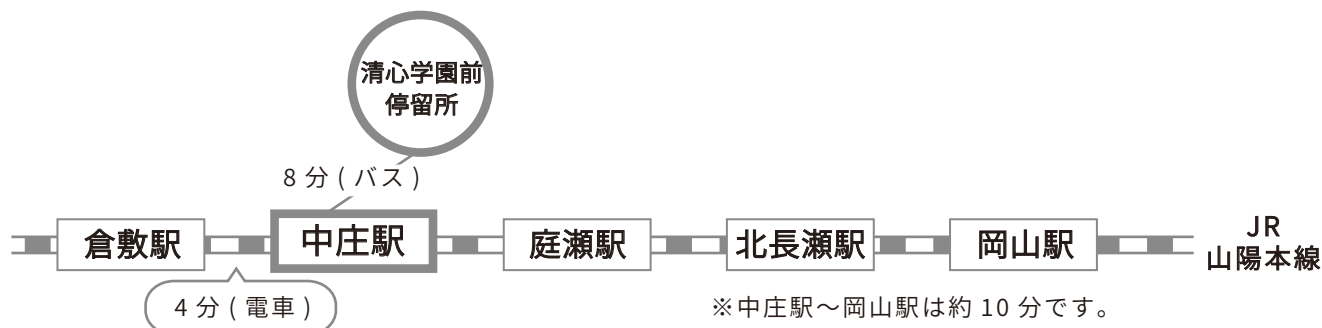 清心学園前
停留所
8分(バス)
倉敷駅
中庄駅
庭瀬駅
北長瀬駅
岡山駅
JR
山陽本線
4分(電車)
※中庄駅〜岡山駅は約10分です。